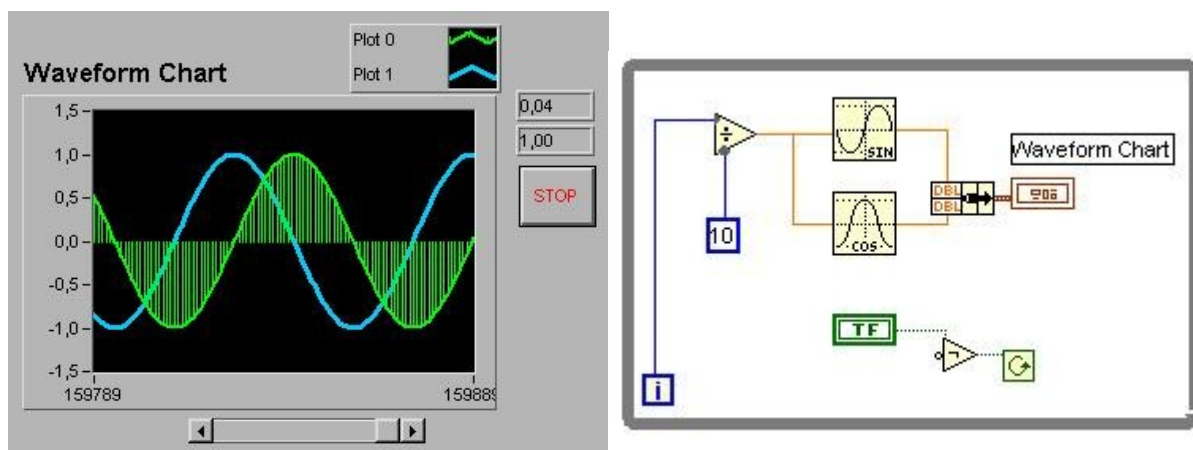 Plot 0
Plot 1
Waveform Chart
0,04
1,00
STOP
1,5
1,0
0,5
0,0
-0,5
-1,0
-1,5
159789
159889
SIN
COS
10
DBL
DBL
Waveform Chart
TF
i